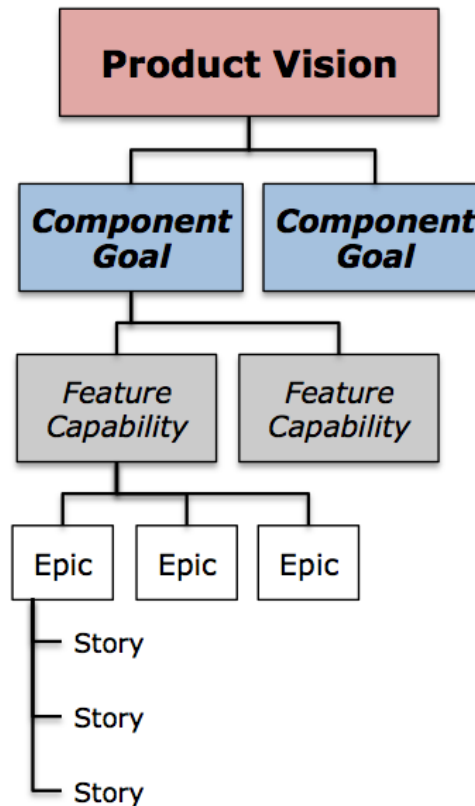 Product Vision
Component
Goal
Component
Goal
Feature
Capability
Feature
Capability
Epic
Epic
Epic
Story
Story
Story